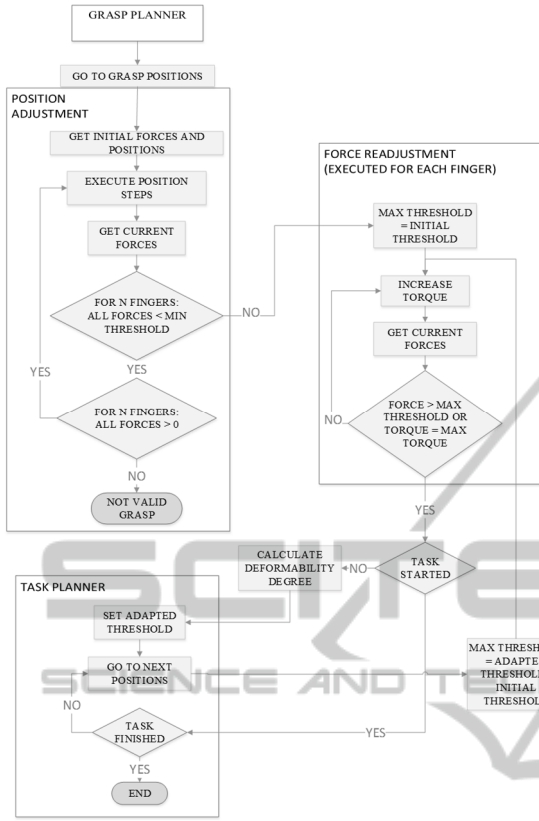 GRASP PLANNER
GO TO GRASP POSITIONS
POSITION
ADJUSTMENT
GET INITIAL FORCES AND
POSITIONS
EXECUTE POSITION
STEPS
GET CURRENT
FORCES
FOR N FINGERS:
ALL FORCES < MIN
THRESHOLD
NO
YES
YES
FOR N FINGERS:
ALL FORCES > 0
NO
NOT VALID
GRASP
FORCE READJUSTMENT
(EXECUTED FOR EACH FINGER)
MAX THRESHOLD
= INITIAL
THRESHOLD
INCREASE
TORQUE
GET CURRENT
FORCES
FORCE > MAX
THRESHOLD OR
TORQUE = MAX
TORQUE
NO
YES
TASK
STARTED
NO
CALCULATE
DEFORMABILITY
DEGREE
TASK PLANNER
SET ADAPTED
THRESHOLD
GO TO NEXT
POSITIONS
NO
TASK
FINISHED
YES
YES
END
MAX
INITIAL
SCIENCE AND